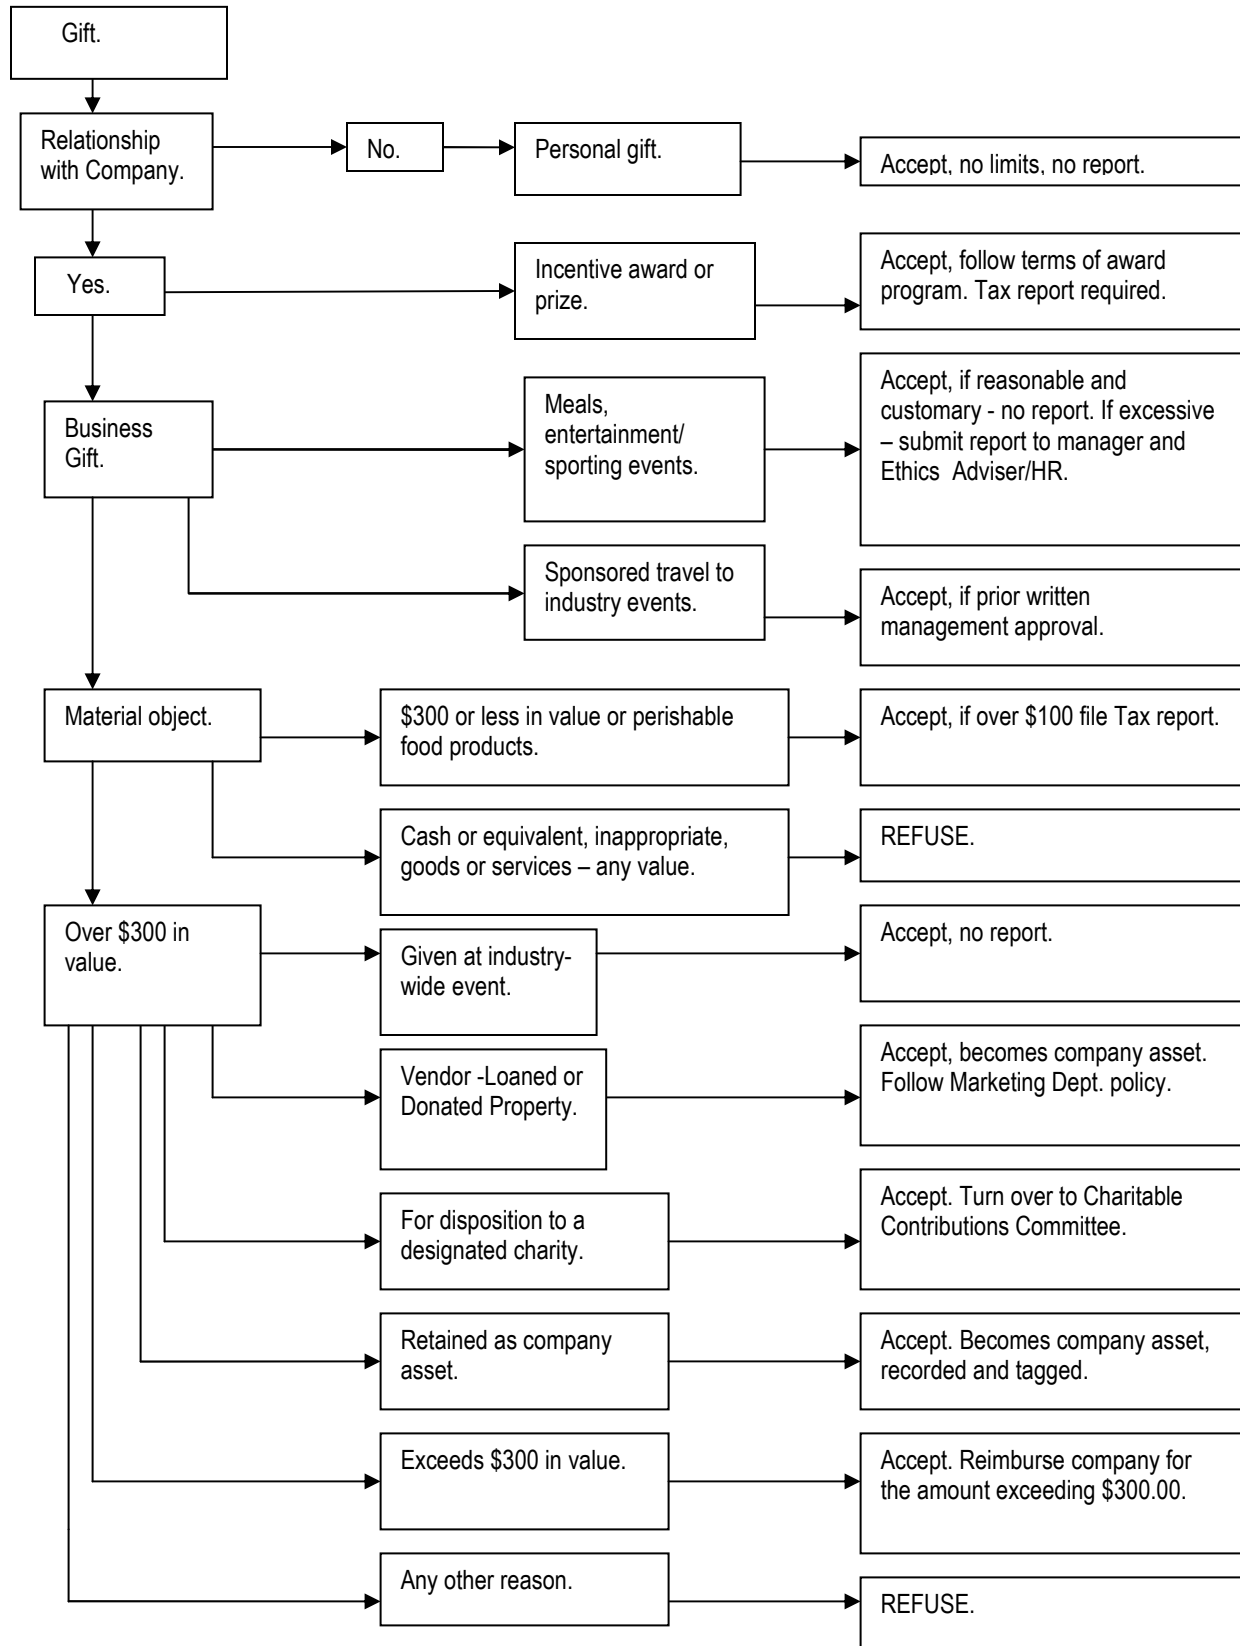 Gift.
Relationship
with Company.
No.
Personal gift.
Accept, no limits, no report.
Yes.
Incentive award or
prize.
Accept, follow terms of award
program. Tax report required.
Business
Gift.
Meals,
entertainment/
sporting events.
Accept, if reasonable and
customary - no report. If excessive
– submit report to manager and
Ethics  Adviser/HR.
Sponsored travel to
industry events.
Accept, if prior written
management approval.
Material object.
$300 or less in value or perishable
food products.
Accept, if over $100 file Tax report.
Cash or equivalent, inappropriate,
goods or services – any value.
REFUSE.
Over $300 in
value.
Given at industry-
wide event.
Accept, no report.
Vendor -Loaned or
Donated Property.
Accept, becomes company asset.
Follow Marketing Dept. policy.
For disposition to a
designated charity.
Accept. Turn over to Charitable
Contributions Committee.
Retained as company
asset.
Accept. Becomes company asset,
recorded and tagged.
Exceeds $300 in value.
Accept. Reimburse company for
the amount exceeding $300.00.
Any other reason.
REFUSE.